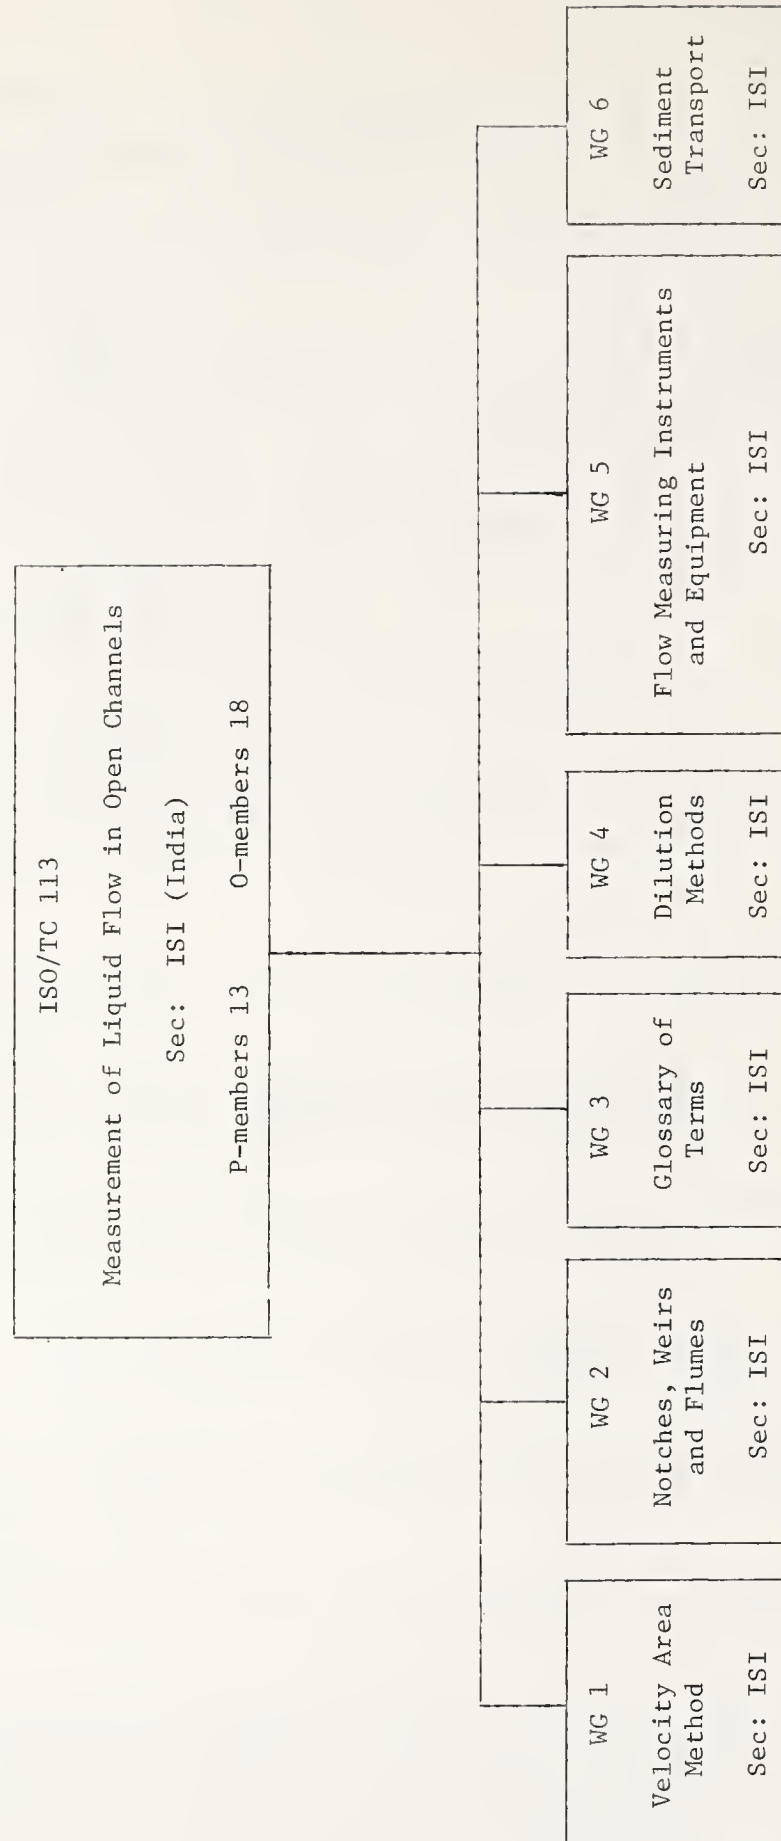 ISO/TC 113
Measurement of Liquid Flow in Open Channels
Sec: ISI (India)
P-members 13 O-members 18
WG 1
Velocity Area
Method
Sec: ISI
WG 2
Notches, Weirs
and Flumes
Sec: ISI
WG 3
Glossary of
Terms
Sec: ISI
WG 4
Dilution
Methods
Sec: ISI
WG 5
Flow Measuring Instruments
and Equipment
Sec: ISI
WG 6
Sediment
Transport
Sec: ISI